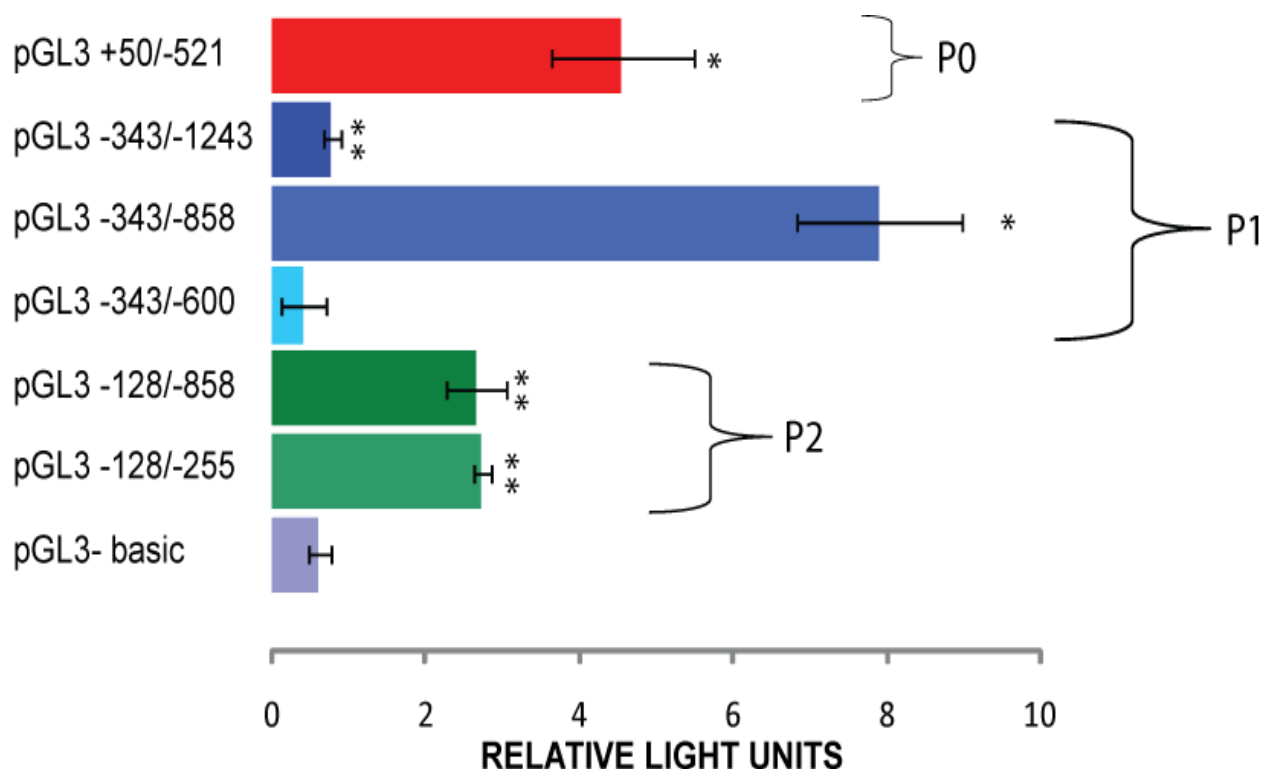 pGL3 +50/-521
*
P0
pGL3 -343/-1243
**
pGL3 -343/-858
*
P1
pGL3 -343/-600
pGL3 -128/-858
**
P2
pGL3 -128/-255
**
pGL3- basic
0 2 4 6 8 10
RELATIVE LIGHT UNITS